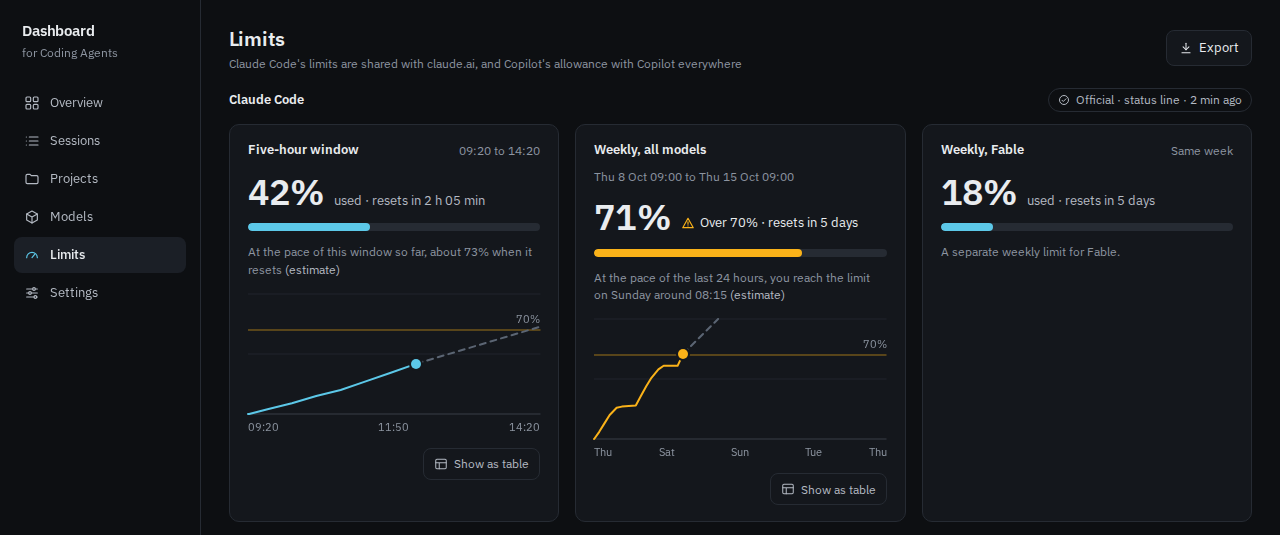 Dashboard
for Coding Agents
Overview
Sessions
Projects
Models
Limits
Settings
Limits
Claude Code's limits are shared with claude.ai, and Copilot's allowance with Copilot everywhere
Export
Claude Code
Official · status line · 2 min ago
Five-hour window
09:20 to 14:20
42% used · resets in 2 h 05 min
At the pace of this window so far, about 73% when it
resets (estimate)
70%
09:20 11:50 14:20
Show as table
Weekly, all models
Thu 8 Oct 09:00 to Thu 15 Oct 09:00
71% Over 70% · resets in 5 days
At the pace of the last 24 hours, you reach the limit
on Sunday around 08:15 (estimate)
70%
Thu Sat Sun Tue Thu
Show as table
Weekly, Fable
Same week
18% used · resets in 5 days
A separate weekly limit for Fable.